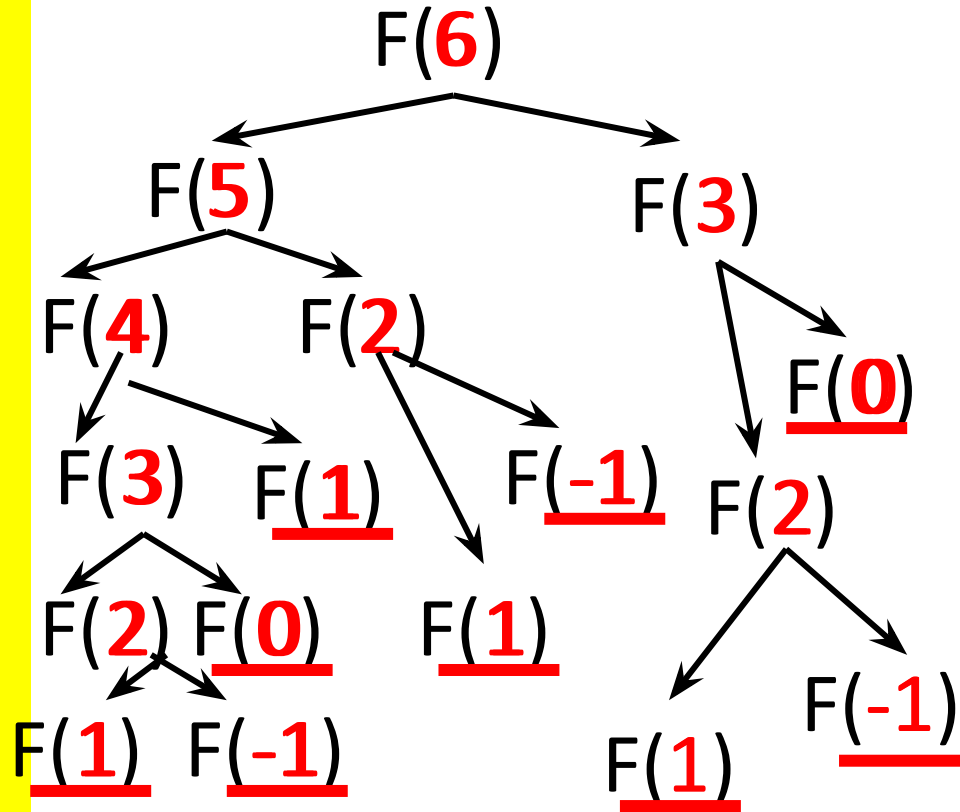 F(6)
F(5) F(3)
F(4) F(2)
F(0)
F(3) F(1) F(-1) F(2)
F(2) F(0) F(1)
F(1) F(-1) F(1) F(-1)